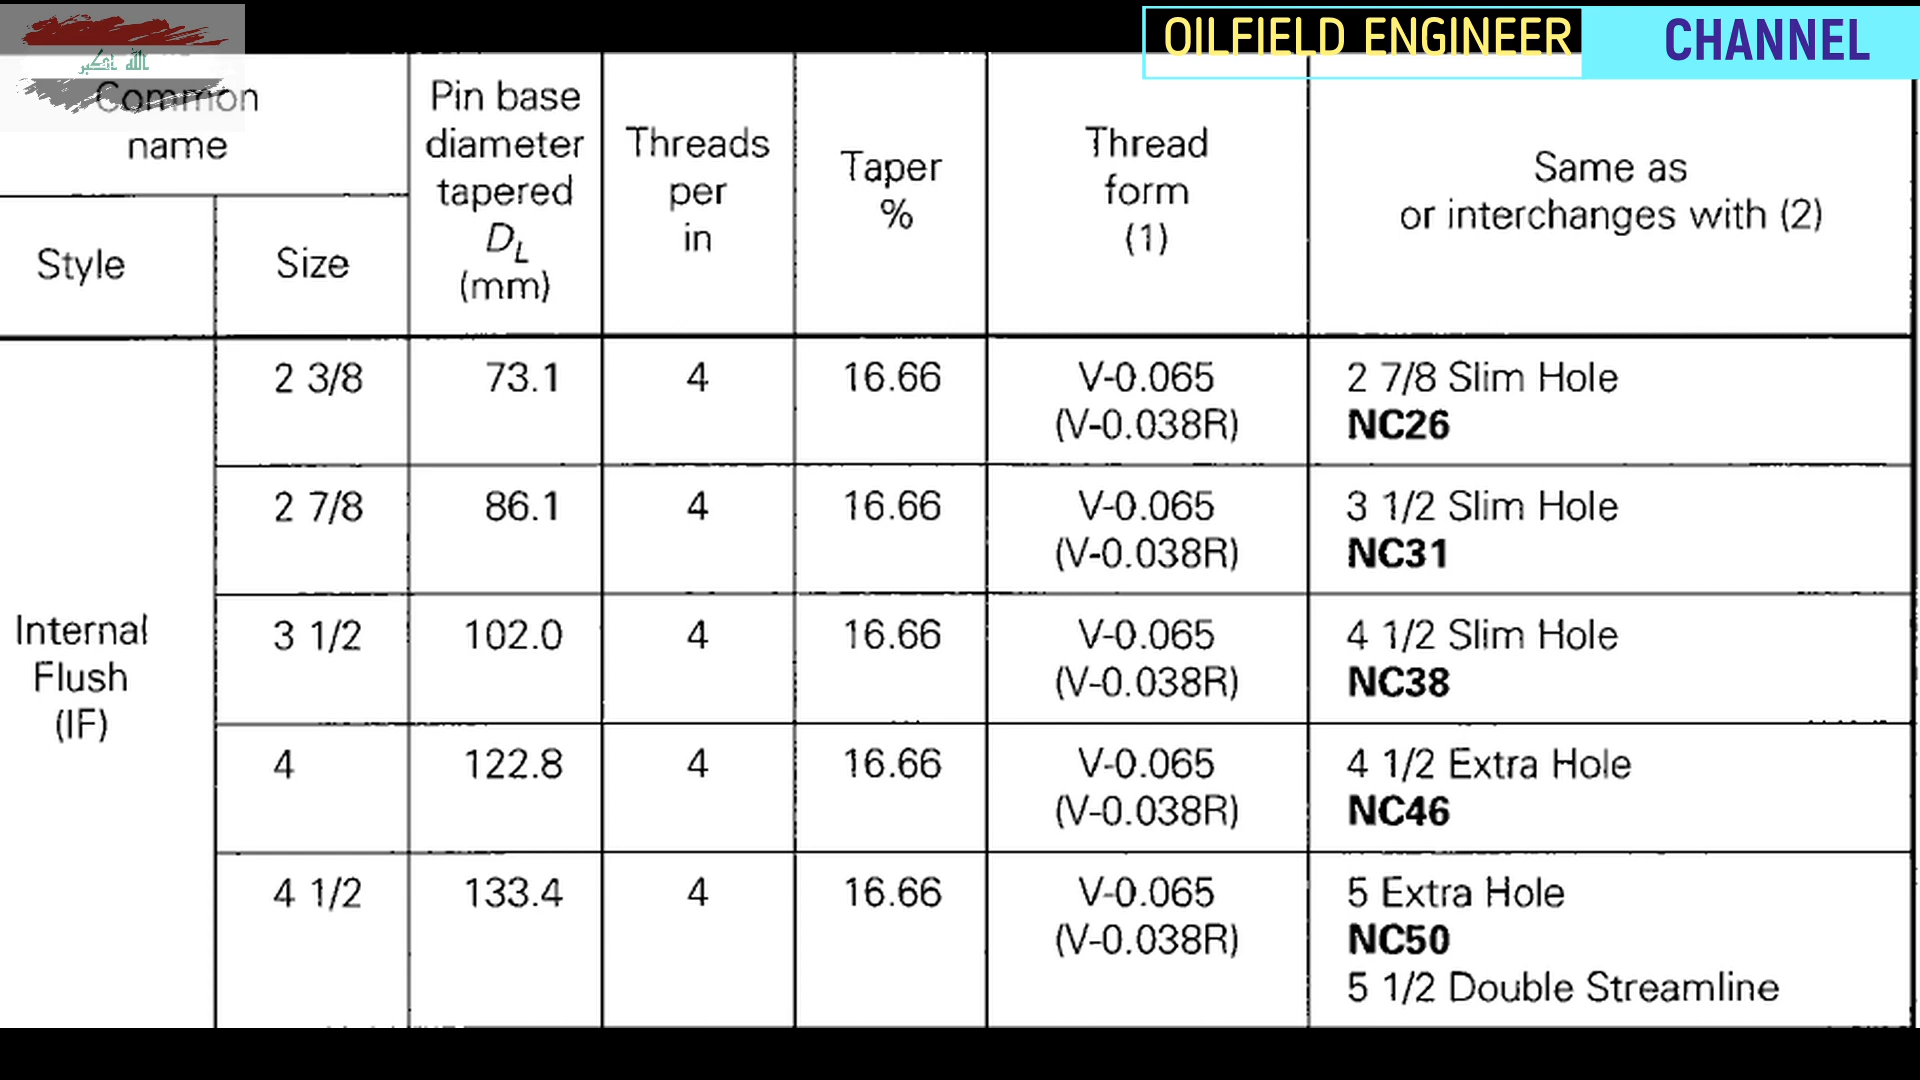 OILFIELD ENGINEER CHANNEL
الله اكبر
Common
name
Pin base
diameter
tapered
DL
(mm)
Threads
per
in
Taper
%
Thread
form
(1)
Same as
or interchanges with (2)
Style
Size
Internal
Flush
(IF)
2 3/8 73.1 4 16.66 V-0.065 2 7/8 Slim Hole
(V-0.038R) NC26
2 7/8 86.1 4 16.66 V-0.065 3 1/2 Slim Hole
(V-0.038R) NC31
3 1/2 102.0 4 16.66 V-0.065 4 1/2 Slim Hole
(V-0.038R) NC38
4 122.8 4 16.66 V-0.065 4 1/2 Extra Hole
(V-0.038R) NC46
4 1/2 133.4 4 16.66 V-0.065 5 Extra Hole
(V-0.038R) NC50
5 1/2 Double Streamline